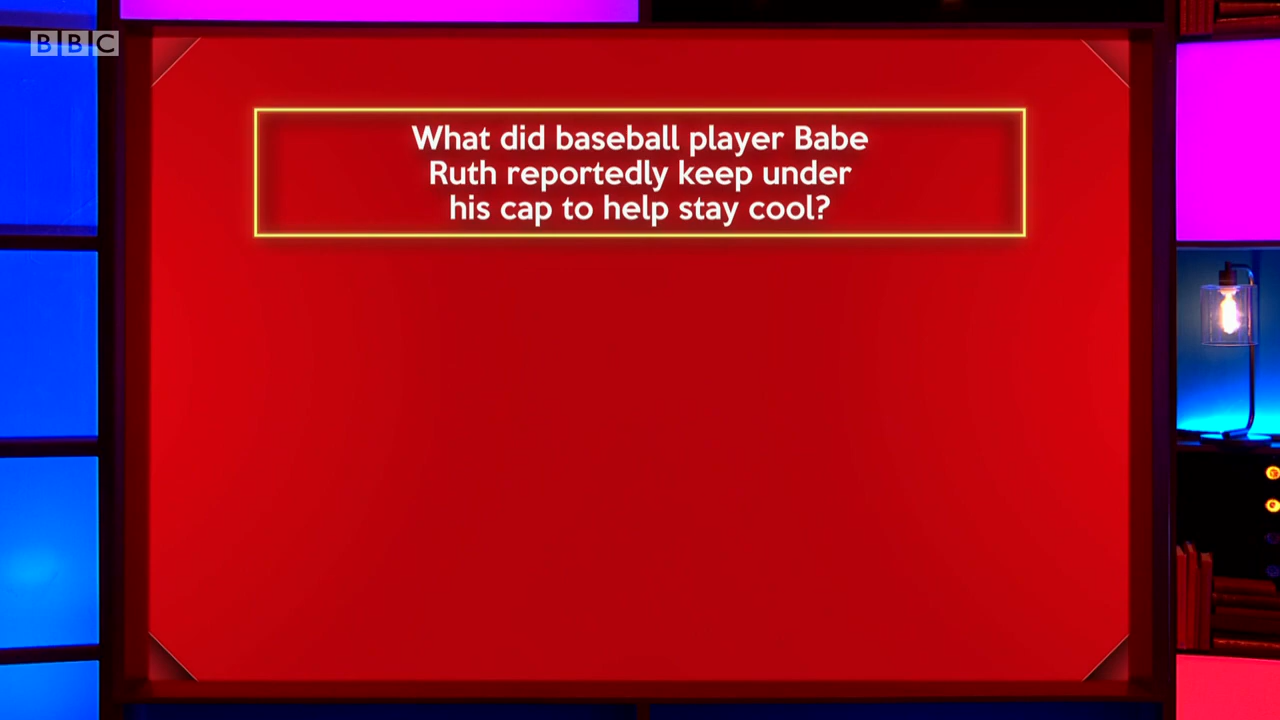 BBC
What did baseball player Babe
Ruth reportedly keep under
his cap to help stay cool?